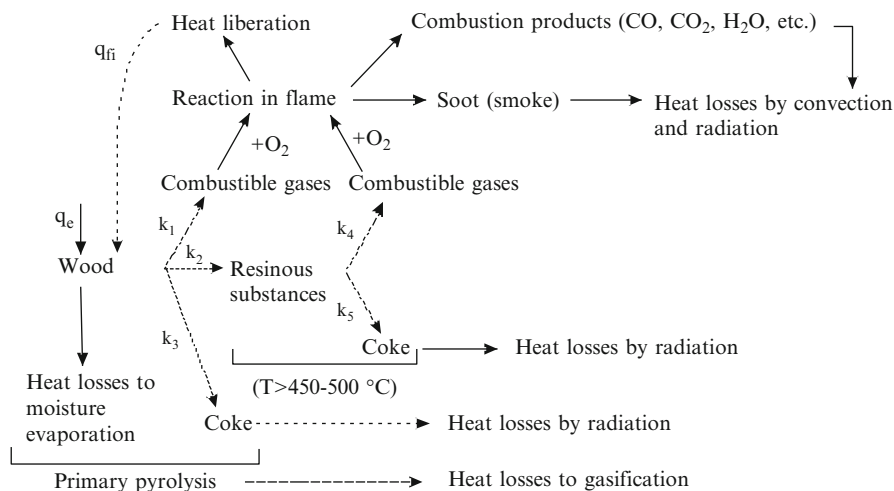 Heat liberation
Combustion products (CO, CO₂, H₂O, etc.)
q_fi
Reaction in flame
Soot (smoke)
Heat losses by convection
and radiation
+O₂
+O₂
Combustible gases
Combustible gases
q_e
k₁
k₄
k₂
Wood
Resinous
substances
k₅
k₃
Coke
Heat losses by radiation
(T>450-500 °C)
Heat losses to
moisture
evaporation
Coke
Heat losses by radiation
Primary pyrolysis
Heat losses to gasification